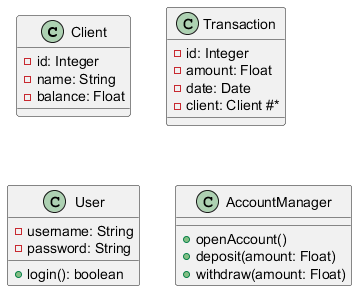 C Client
id: Integer
name: String
balance: Float
C Transaction
id: Integer
amount: Float
date: Date
client: Client #*
C User
username: String
password: String
login(): boolean
C AccountManager
openAccount()
deposit(amount: Float)
withdraw(amount: Float)